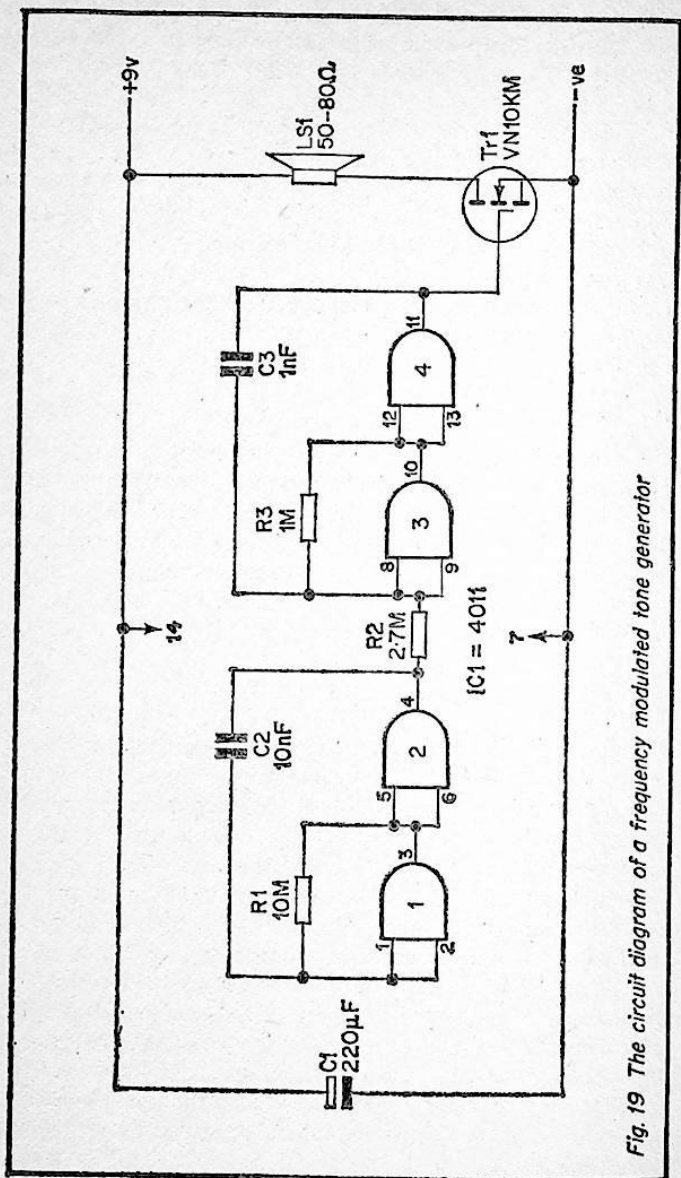 +9v
LS1
50-80Ω
Tr1
VN10KM
-ve
C3
1nF
R3
1M
8
9
3
10
12
13
4
11
14
7
R2
2·7M
IC1 = 4011
C2
10nF
R1
10M
1
2
1
3
5
6
2
4
C1
220µF
Fig. 19 The circuit diagram of a frequency modulated tone generator